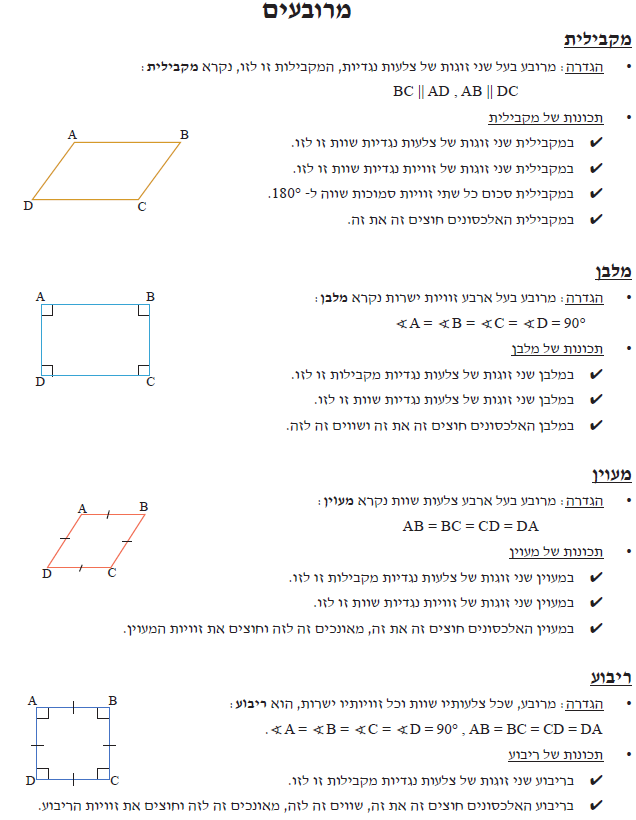 מרובעים
מקבילית
• הגדרה: מרובע בעל שני זוגות של צלעות נגדיות, המקבילות זו לזו, נקרא מקבילית:
BC || AD , AB || DC
• תכונות של מקבילית
✔ במקבילית שני זוגות של צלעות נגדיות שוות זו לזו.
✔ במקבילית שני זוגות של זוויות נגדיות שוות זו לזו.
✔ במקבילית סכום כל שתי זוויות סמוכות שווה ל- 180°.
✔ במקבילית האלכסונים חוצים זה את זה.
A B
D C
מלבן
• הגדרה: מרובע בעל ארבע זוויות ישרות נקרא מלבן:
∢A = ∢B = ∢C = ∢D = 90°
• תכונות של מלבן
✔ במלבן שני זוגות של צלעות נגדיות מקבילות זו לזו.
✔ במלבן שני זוגות של צלעות נגדיות שוות זו לזו.
✔ במלבן האלכסונים חוצים זה את זה ושווים זה לזה.
A B
D C
מעוין
• הגדרה: מרובע בעל ארבע צלעות שוות נקרא מעוין:
AB = BC = CD = DA
• תכונות של מעוין
✔ במעוין שני זוגות של צלעות נגדיות מקבילות זו לזו.
✔ במעוין שני זוגות של זוויות נגדיות שוות זו לזו.
✔ במעוין האלכסונים חוצים זה את זה, מאונכים זה לזה וחוצים את זוויות המעוין.
A B
D C
ריבוע
• הגדרה: מרובע, שכל צלעותיו שוות וכל זוויותיו ישרות, הוא ריבוע:
∢A = ∢B = ∢C = ∢D = 90° , AB = BC = CD = DA.
• תכונות של ריבוע
✔ בריבוע שני זוגות של צלעות נגדיות מקבילות זו לזו.
✔ בריבוע האלכסונים חוצים זה את זה, שווים זה לזה, מאונכים זה לזה וחוצים את זוויות הריבוע.
A B
D C